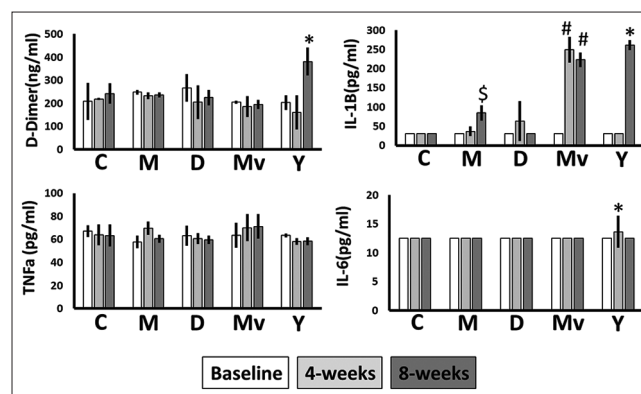 D-Dimer(ng/ml)
500
400
300
200
100
0
*
C M D Mv Y
IL-1B(pg/ml)
300
250
200
150
100
50
0
$ # # *
C M D Mv Y
TNFa (pg/ml)
100
80
60
40
20
0
C M D Mv Y
IL-6(pg/ml)
20
15
10
5
0
*
C M D Mv Y
Baseline 4-weeks 8-weeks